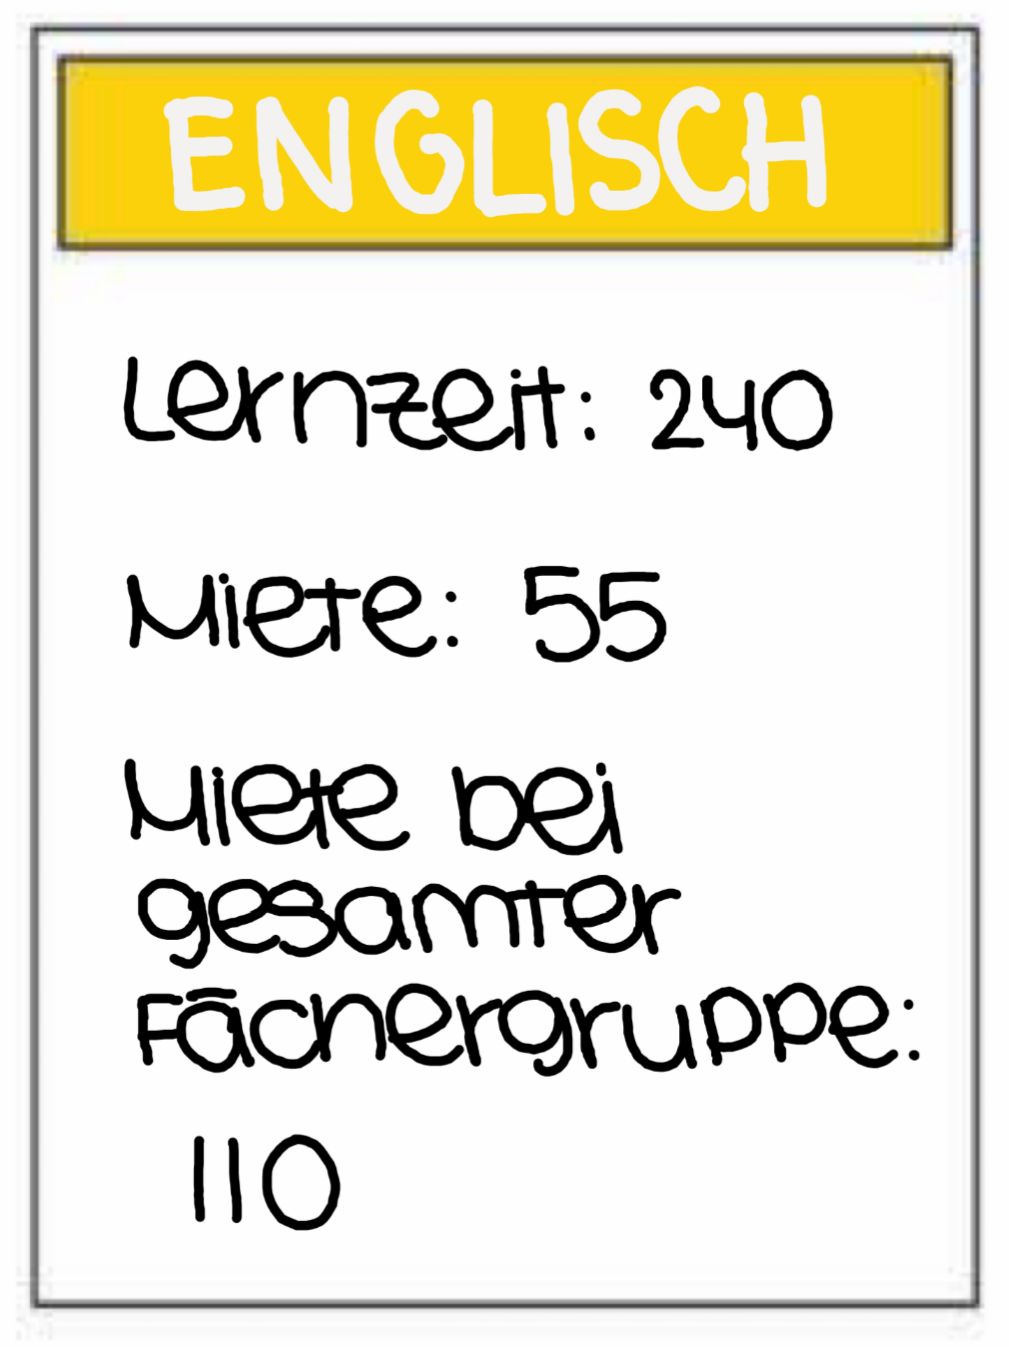 ENGLISCH
Lernzeit: 240
Miete: 55
Miete bei
gesamter
Fächergruppe:
110